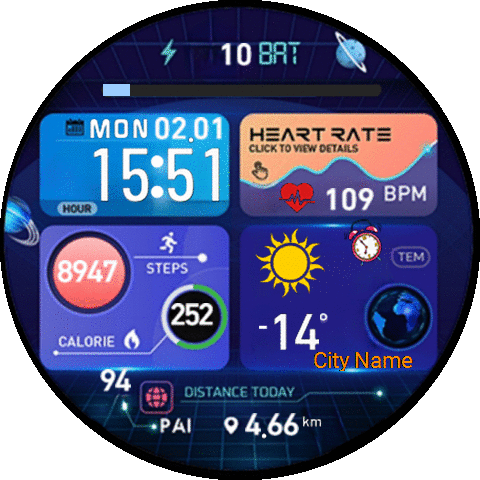 10 BAT
MON 02.01
15:51
HOUR
HEART RATE
CLICK TO VIEW DETAILS
109 BPM
8947
STEPS
252
CALORIE
TEM
-14°
City Name
94
PAI
DISTANCE TODAY
4.66 km